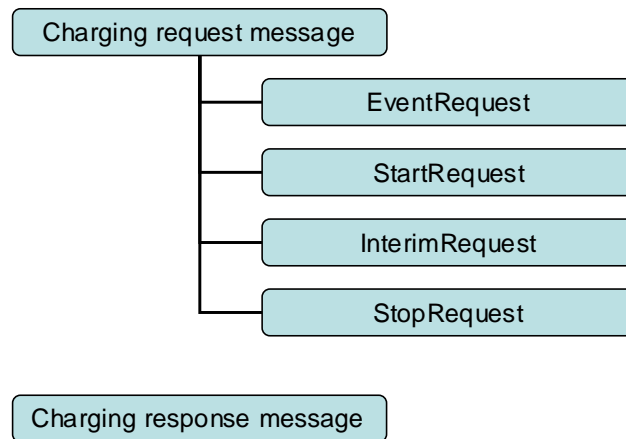 Charging request message
EventRequest
StartRequest
InterimRequest
StopRequest
Charging response message